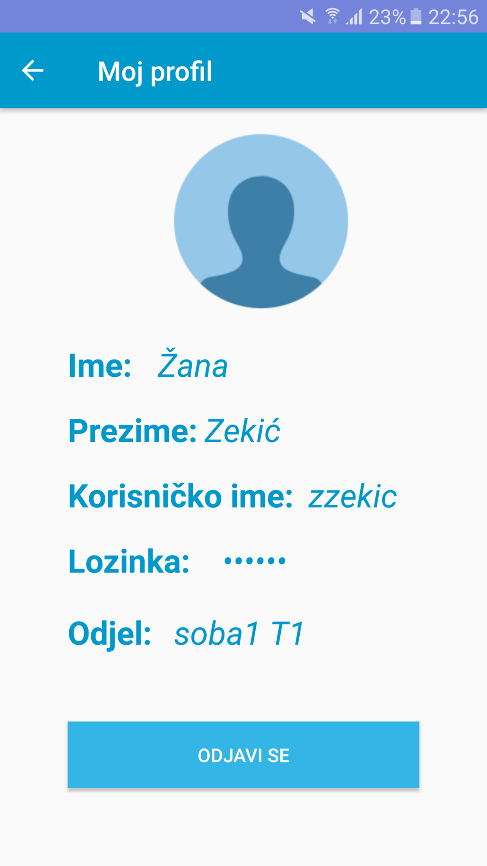 23% 22:56
Moj profil
Ime: Žana
Prezime: Zekić
Korisničko ime: zzekic
Lozinka: ••••••
Odjel: soba1 T1
ODJAVI SE